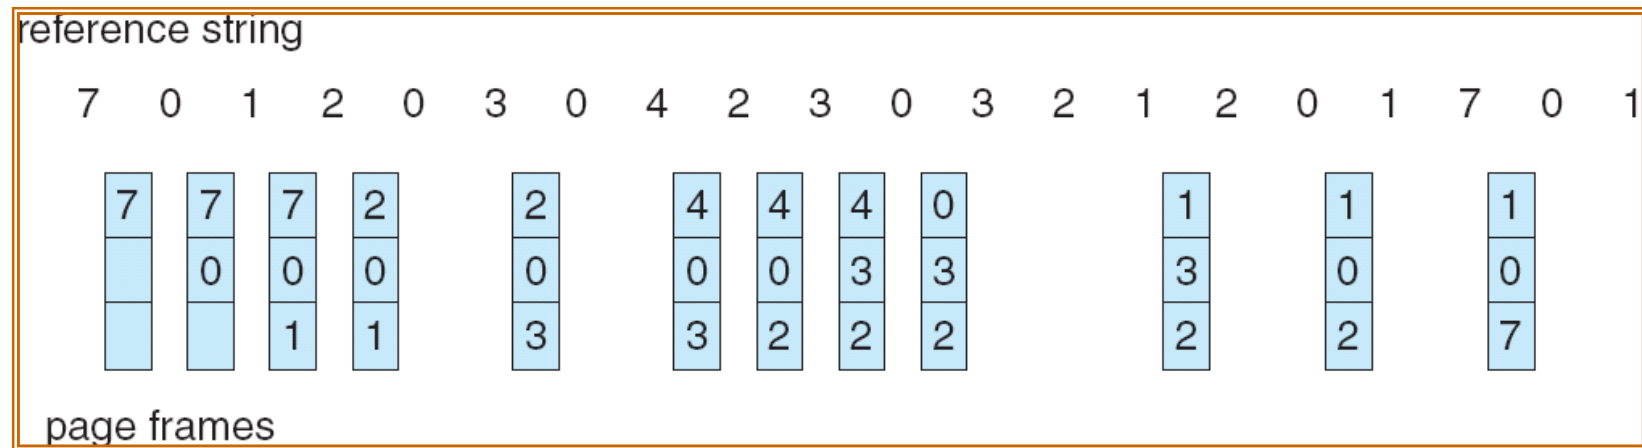 reference string
7 0 1 2 0 3 0 4 2 3 0 3 2 1 2 0 1 7 0 1
7 7 7 2 2 4 4 4 0 1 1 1
0 0 0 0 0 0 3 3 3 0 0
1 1 3 3 2 2 2 2 2 7
page frames